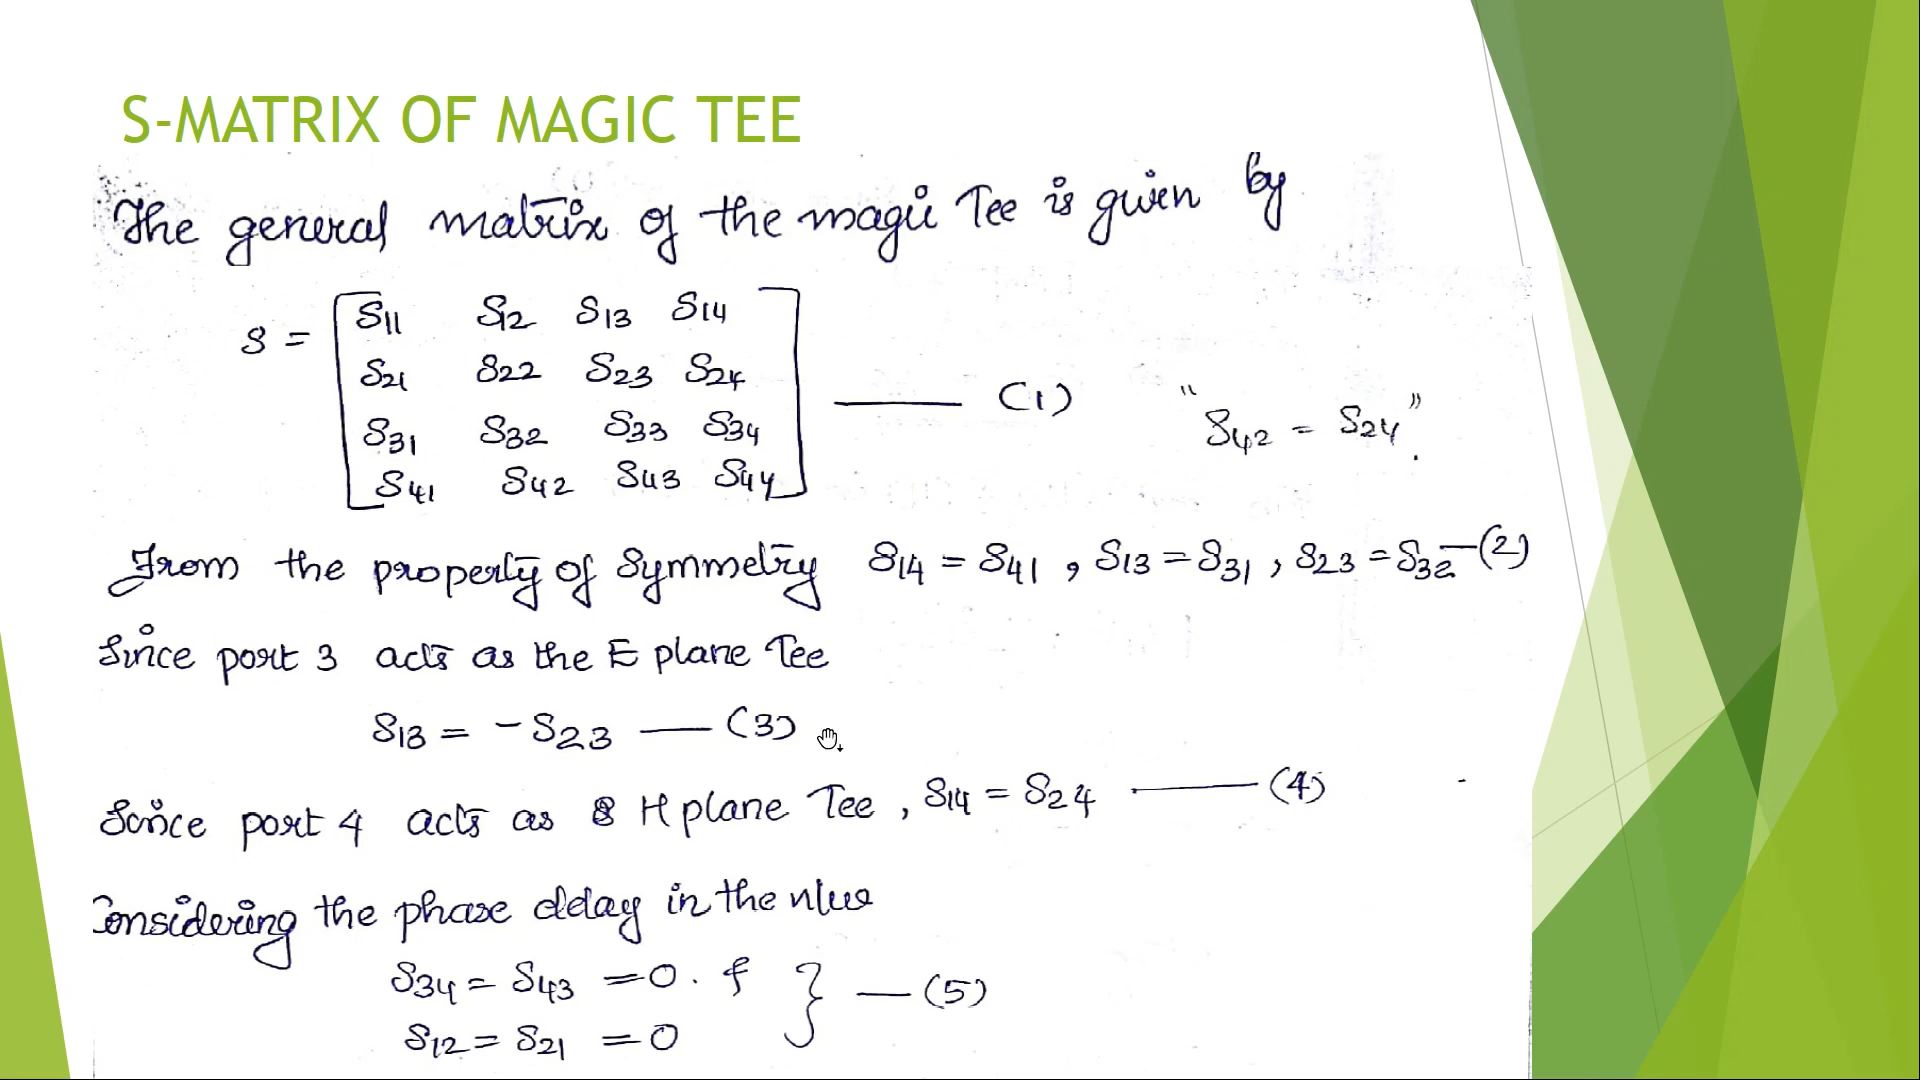 S-MATRIX OF MAGIC TEE
The general matrix of the magic Tee is given by
S = [ S11 S12 S13 S14
S21 S22 S23 S24
S31 S32 S33 S34
S41 S42 S43 S44 ] —— (1)
"S42 = S24".
From the property of Symmetry S14 = S41 , S13 = S31 , S23 = S32 —(2)
Since port 3 acts as the E plane Tee
S13 = - S23 — (3)
Since port 4 acts as H plane Tee , S14 = S24 —— (4)
Considering the phase delay in the
S34 = S43 = 0 . &
S12 = S21 = 0 } — (5)